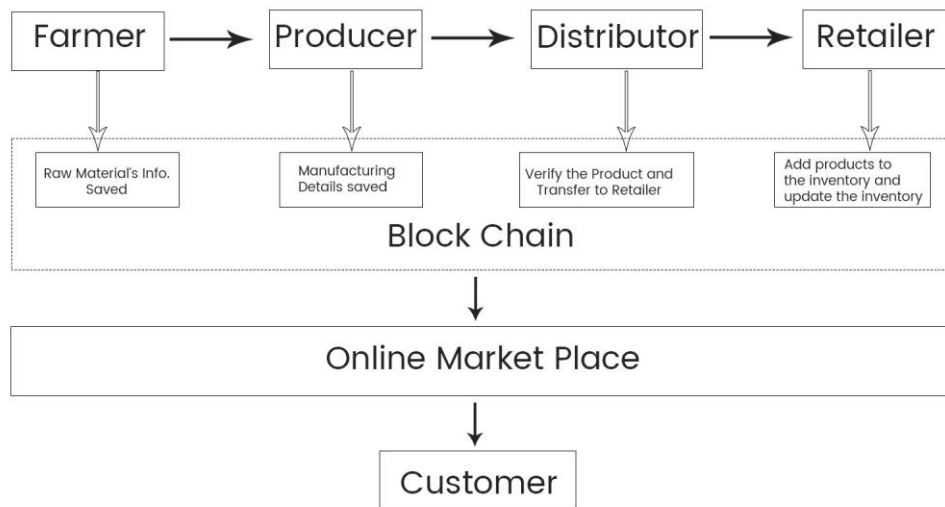 Farmer
Producer
Distributor
Retailer
Raw Material's Info.
Saved
Manufacturing
Details saved
Verify the Product and
Transfer to Retailer
Add products to
the inventory and
update the inventory
Block Chain
Online Market Place
Customer